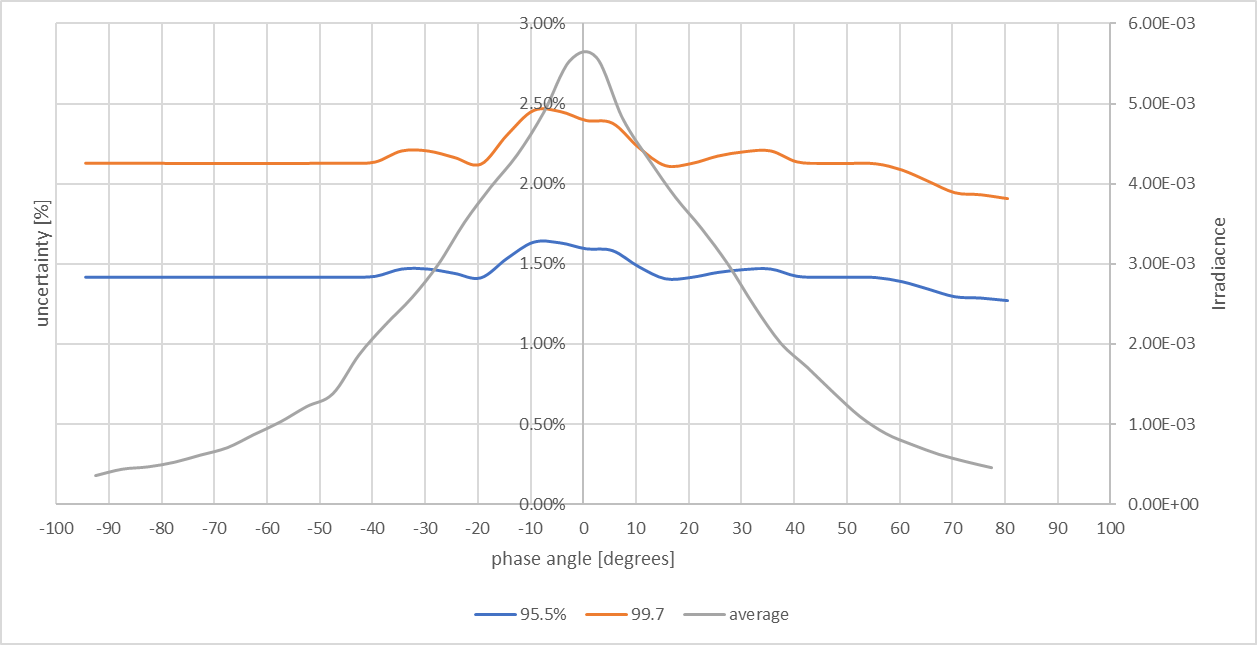 3.00%
6.00E-03
2.50%
5.00E-03
2.00%
4.00E-03
1.50%
3.00E-03
1.00%
2.00E-03
0.50%
1.00E-03
0.00%
0.00E+00
uncertainty [%]
Irradiacnce
-100 -90 -80 -70 -60 -50 -40 -30 -20 -10 0 10 20 30 40 50 60 70 80 90 100
phase angle [degrees]
95.5% 99.7 average